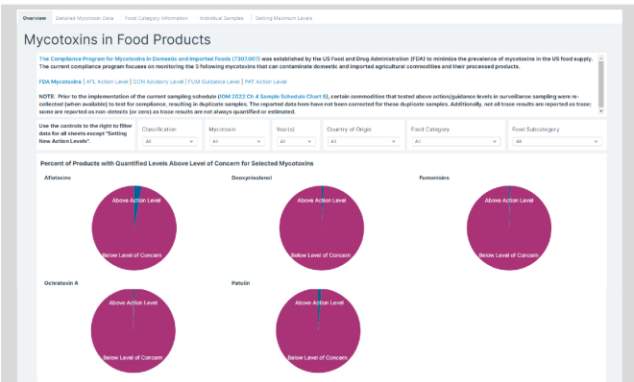 Overview Detailed Mycotoxin Data Food Category Information Individual Samples Setting Maximum Levels
Mycotoxins in Food Products
The Compliance Program for Mycotoxins in Domestic and Imported Foods (7307.001) was established by the US Food and Drug Administration (FDA) to minimize the prevalence of mycotoxins in the US food supply.
The current compliance program focuses on monitoring the 5 following mycotoxins that can contaminate domestic and imported agricultural commodities and their processed products.
FDA Mycotoxins | AFL Action Level | DON Advisory Level | FUM Guidance Level | PAT Action Level
NOTE: Prior to the implementation of the current sampling schedule (IOM 2022 Ch 4 Sample Schedule Chart 6), certain commodities that tested above action/guidance levels in surveillance sampling were re-
collected (when available) to test for compliance, resulting in duplicate samples. The reported data here have not been corrected for these duplicate samples. Additionally, not all trace results are reported as trace;
some are reported as non-detects (or zero) as trace results are not always quantified or estimated.
Use the controls to the right to filter
data for all sheets except "Setting
New Action Levels".
Classification Mycotoxin Year(s) Country of Origin Food Category Food Subcategory
All All All All All All
Percent of Products with Quantified Levels Above Level of Concern for Selected Mycotoxins
Aflatoxins Deoxynivalenol Fumonisins
Above Action Level Above Action Level Above Action Level
Below Level of Concern Below Level of Concern Below Level of Concern
Ochratoxin A Patulin
Above Action Level Above Action Level
Below Level of Concern Below Level of Concern